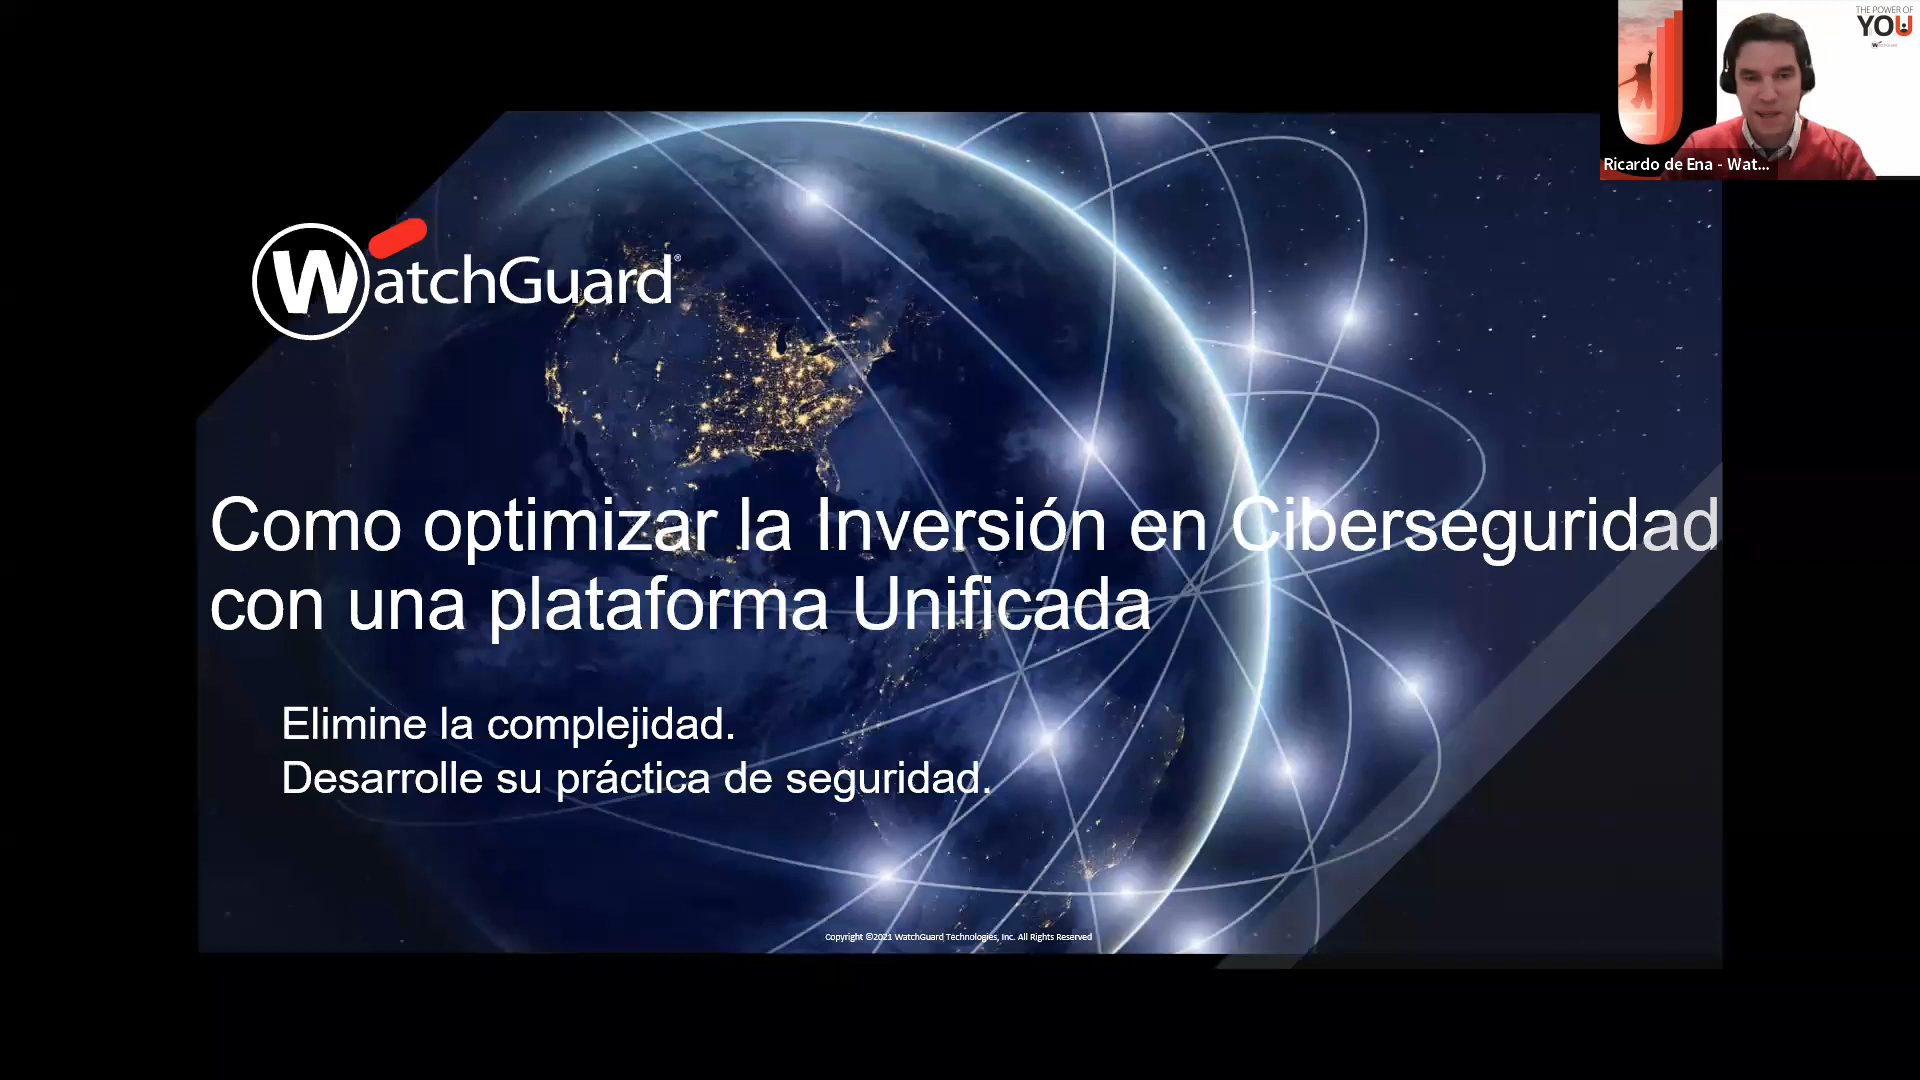 THE POWER OF
YOU
WatchGuard
Ricardo de Ena - Wat...
WatchGuard®
Como optimizar la Inversión en Ciberseguridad
con una plataforma Unificada
Elimine la complejidad.
Desarrolle su práctica de seguridad.
Copyright ©2021 WatchGuard Technologies, Inc. All Rights Reserved